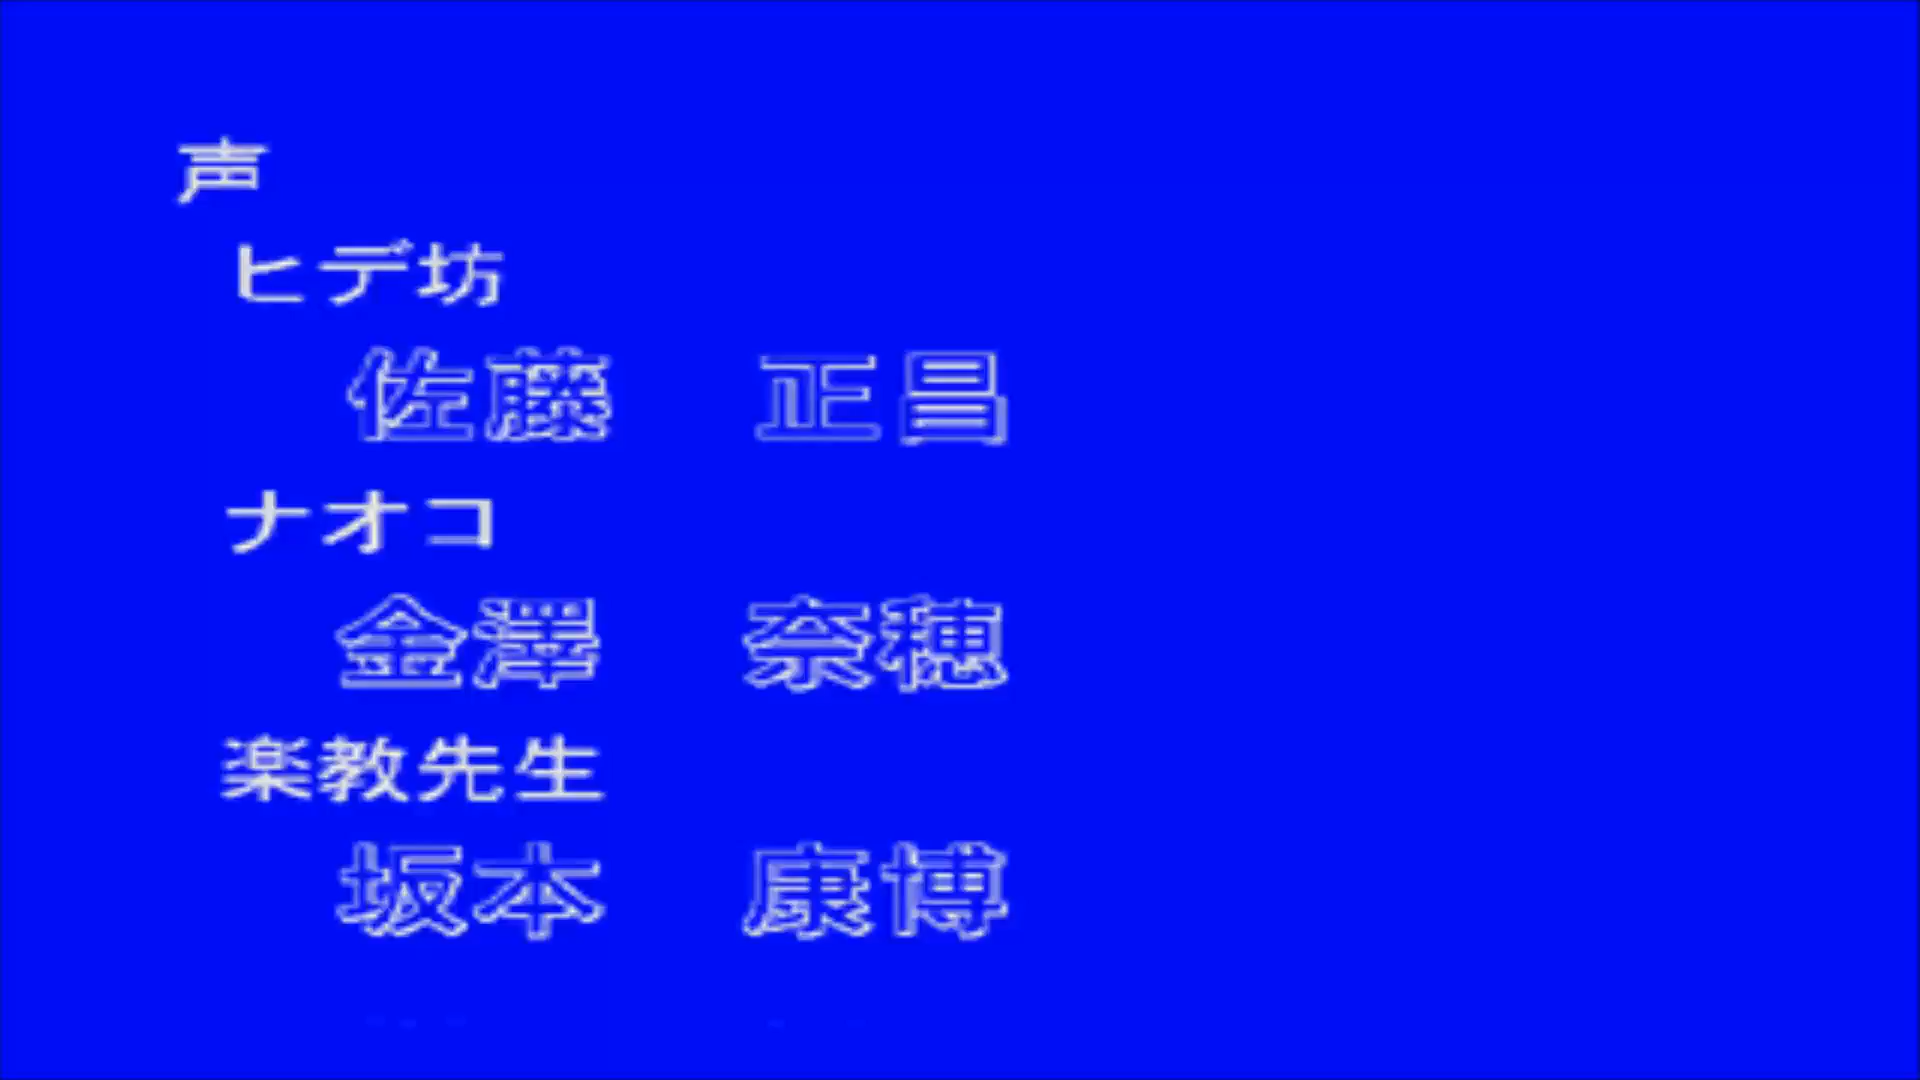 声
ヒデ坊
佐藤　正昌
ナオコ
金澤　奈穂
楽教先生
坂本　康博